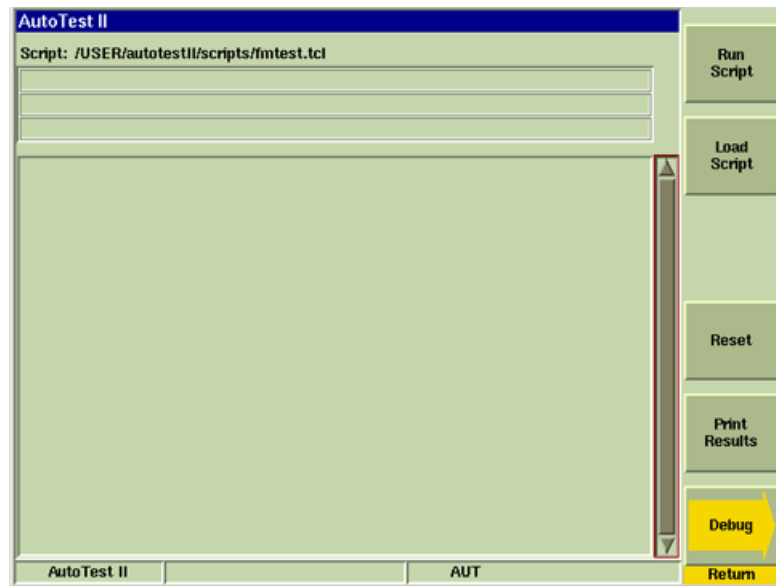 AutoTest II
Script: /USER/autotestII/scripts/fmtest.tcl
Run
Script
Load
Script
Reset
Print
Results
Debug
AutoTest II
AUT
Return